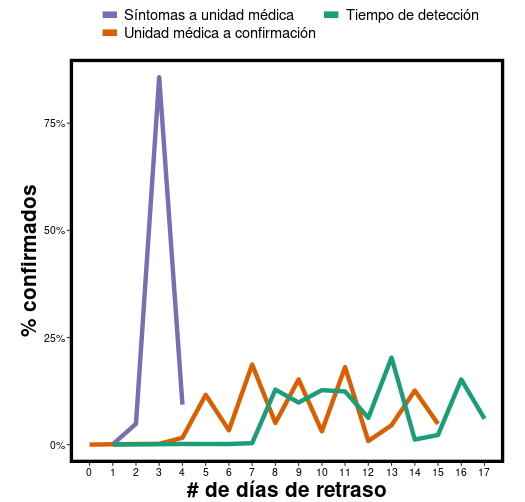 Síntomas a unidad médica Tiempo de detección
Unidad médica a confirmación
% confirmados
75%
50%
25%
0%
0 1 2 3 4 5 6 7 8 9 10 11 12 13 14 15 16 17
# de días de retraso